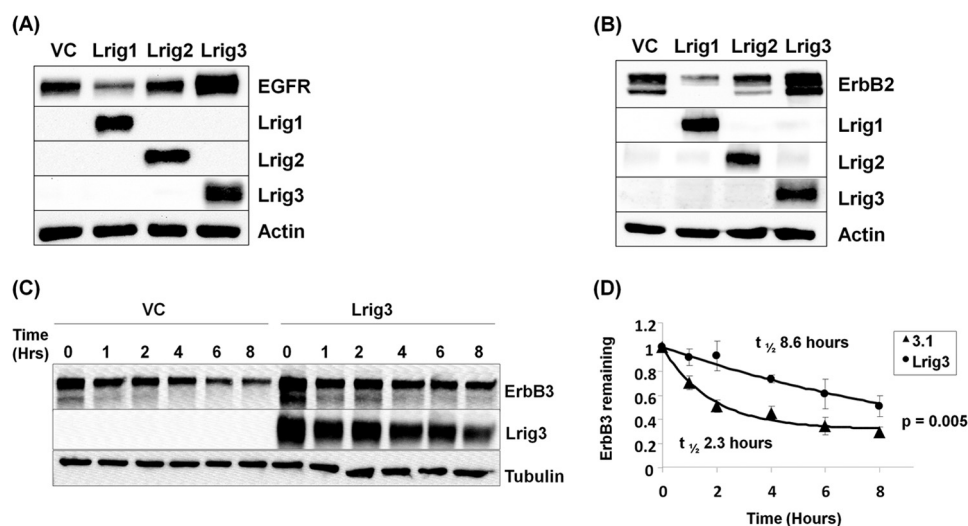 (A)
VC Lrig1 Lrig2 Lrig3
EGFR
Lrig1
Lrig2
Lrig3
Actin
(B)
VC Lrig1 Lrig2 Lrig3
ErbB2
Lrig1
Lrig2
Lrig3
Actin
(C)
VC Lrig3
Time
(Hrs) 0 1 2 4 6 8 0 1 2 4 6 8
ErbB3
Lrig3
Tubulin
(D)
ErbB3 remaining
1.2
1
0.8
0.6
0.4
0.2
0
0 2 4 6 8
Time (Hours)
t ½ 8.6 hours
t ½ 2.3 hours
3.1
Lrig3
p = 0.005